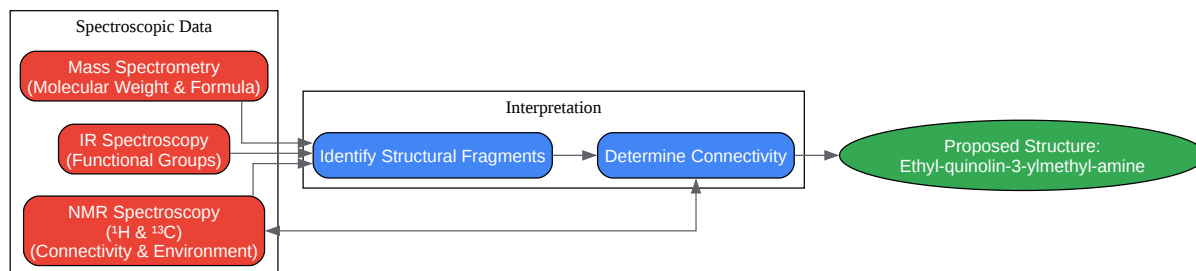 Spectroscopic Data
Mass Spectrometry
(Molecular Weight & Formula)
IR Spectroscopy
(Functional Groups)
NMR Spectroscopy
(¹H & ¹³C)
(Connectivity & Environment)
Interpretation
Identify Structural Fragments
Determine Connectivity
Proposed Structure:
Ethyl-quinolin-3-ylmethyl-amine